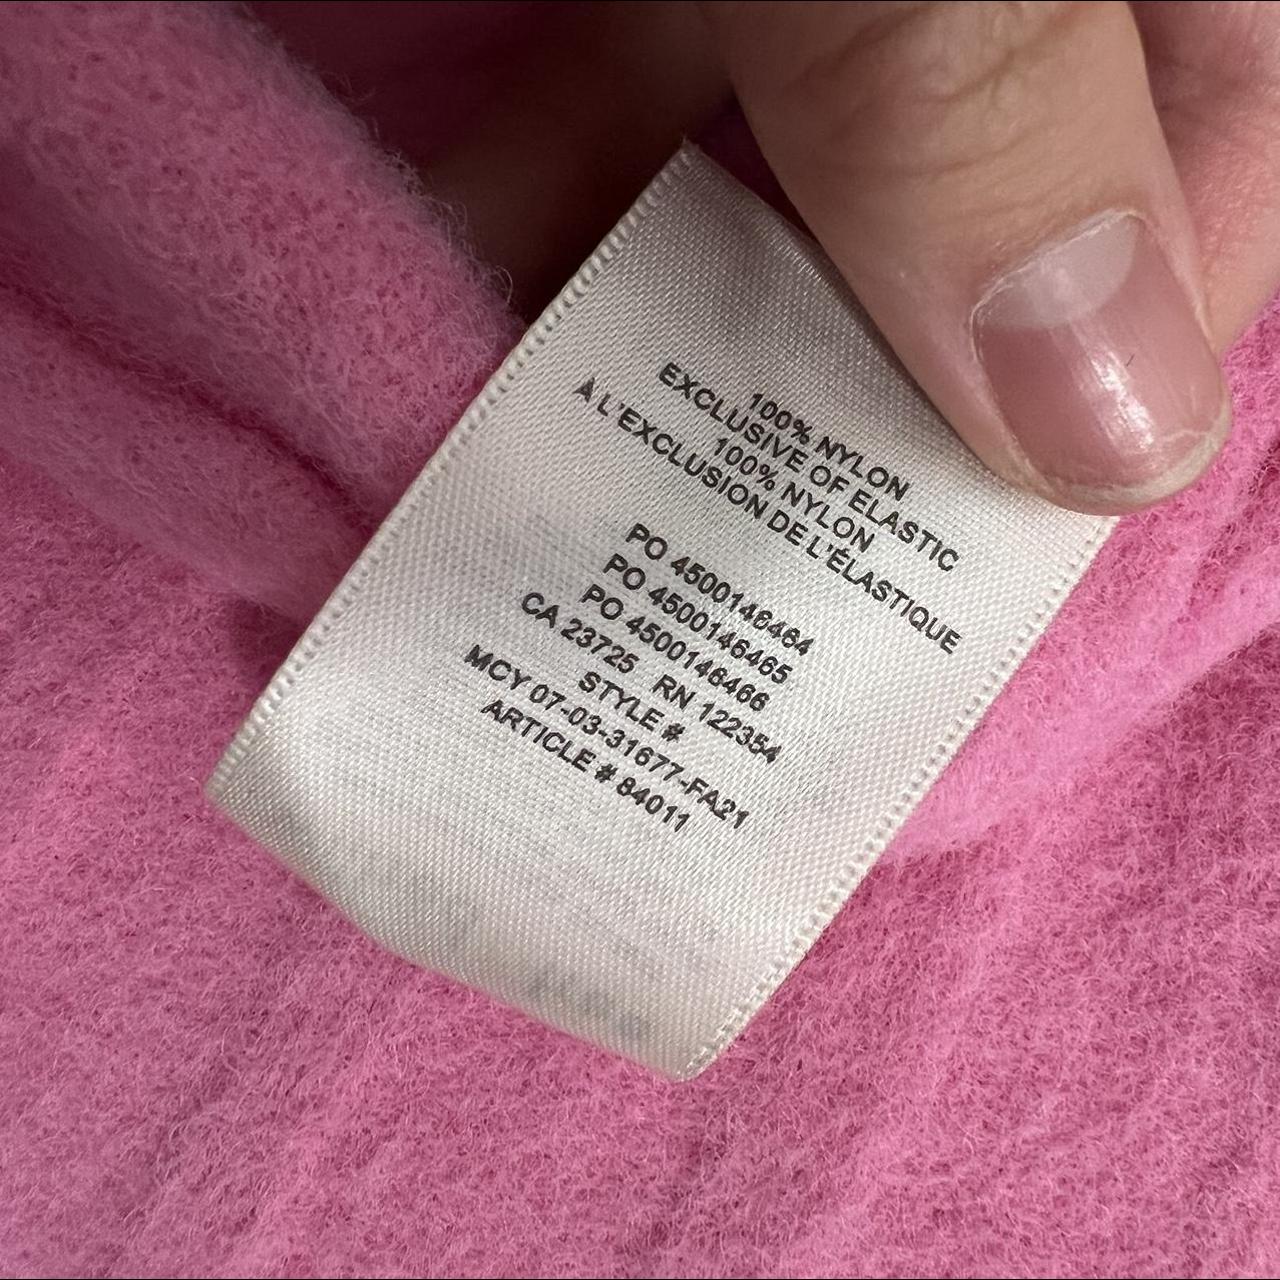 100% NYLON
EXCLUSIVE OF ELASTIC
100% NYLON
À L'EXCLUSION DE L'ÉLASTIQUE
PO 4500146464
PO 4500146465
PO 4500146466
CA 23725 RN 122354
STYLE #
MCY 07-03-31677-FA21
ARTICLE # 84011